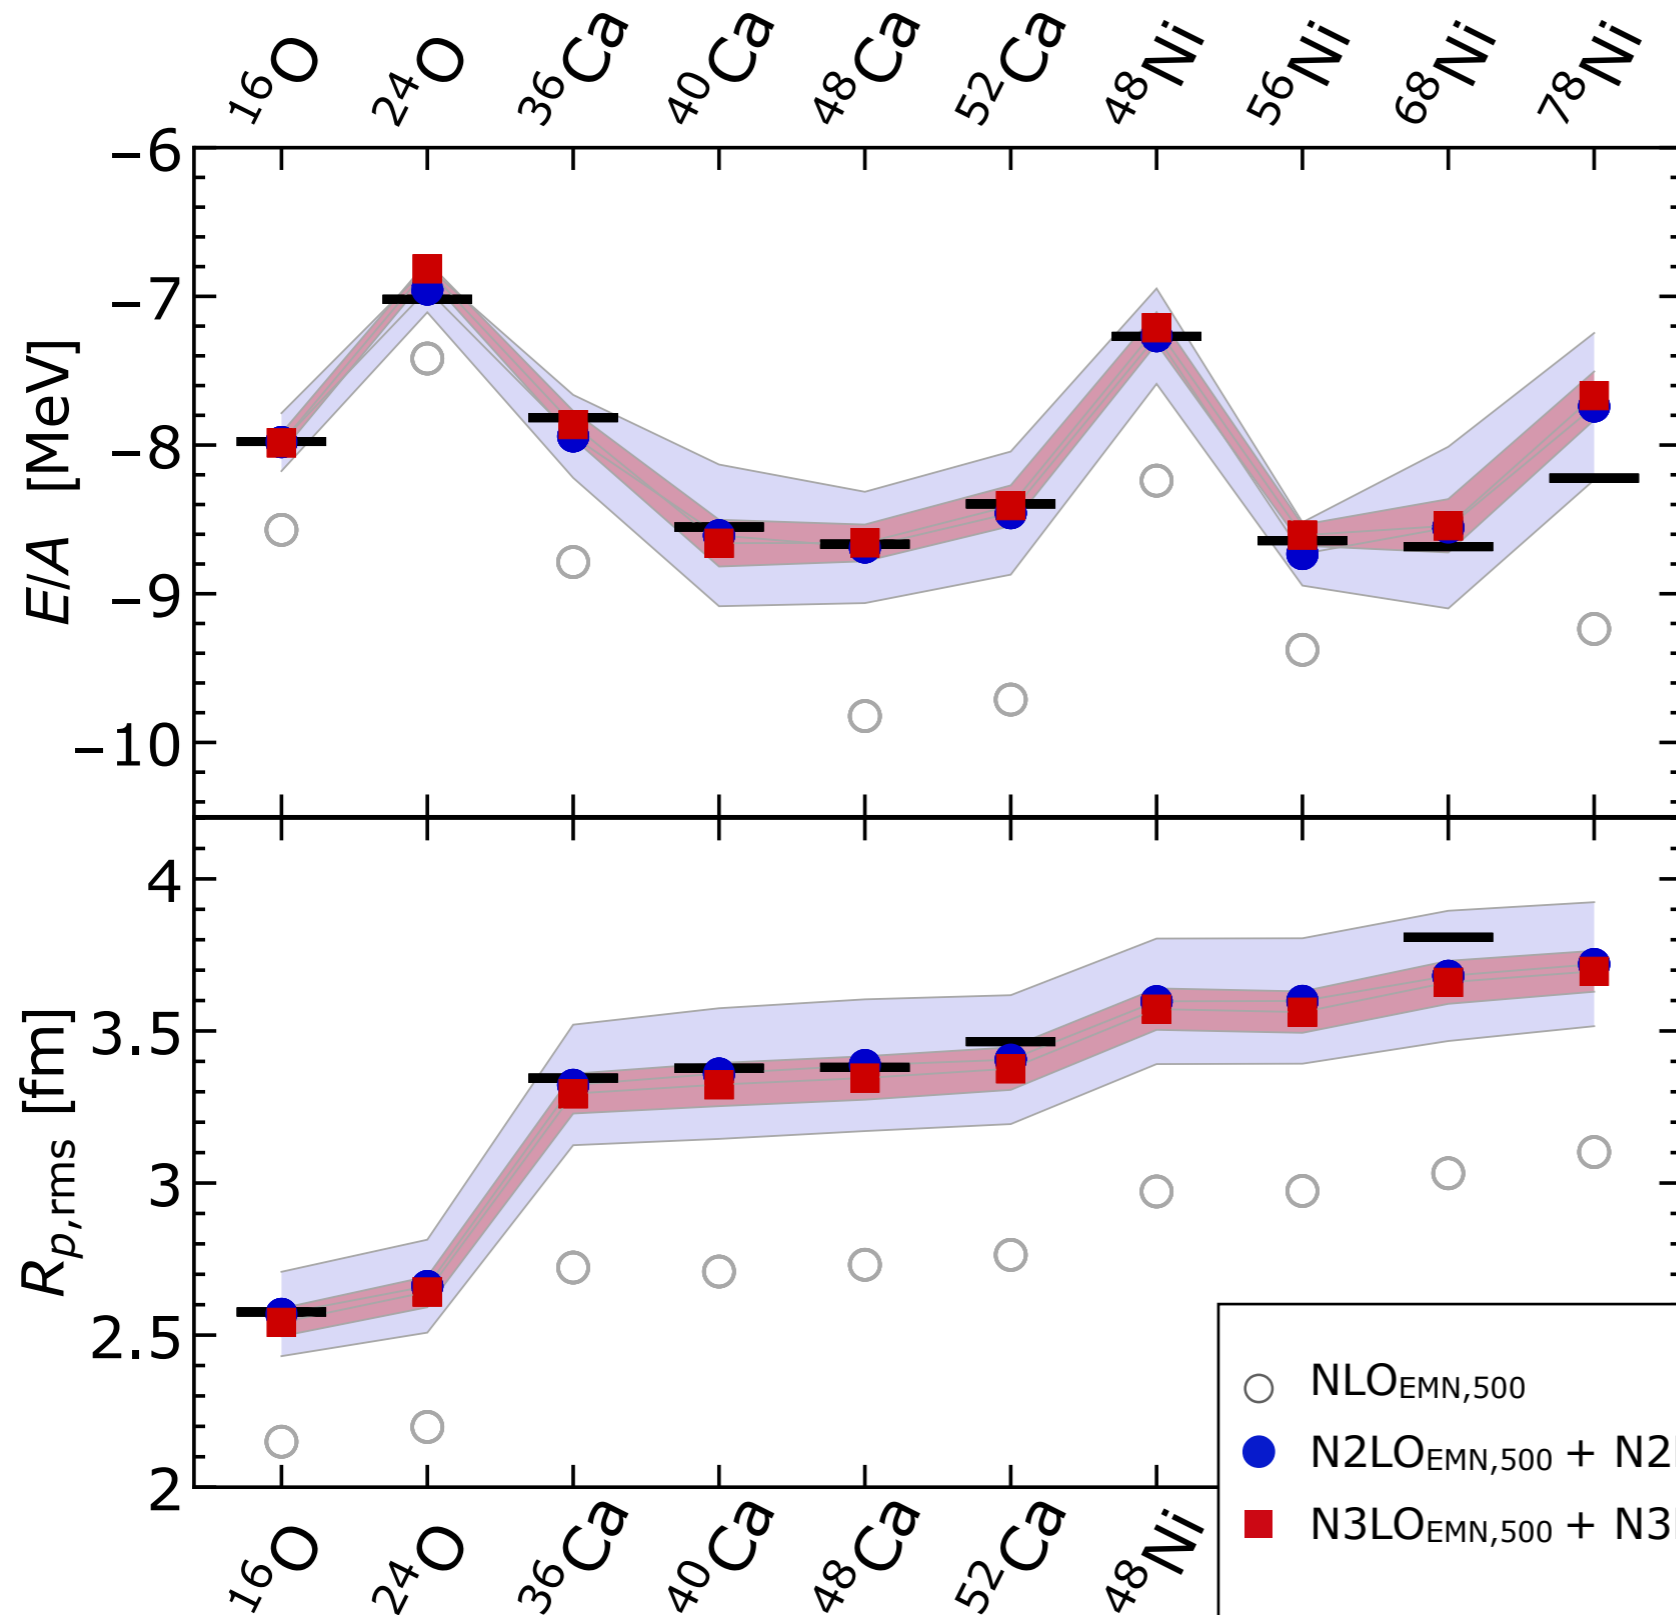 16O 24O 36Ca 40Ca 48Ca 52Ca 48Ni 56Ni 68Ni 78Ni
−6
−7
−8
−9
−10
E/A [MeV]
4
3.5
3
2.5
2
Rp,rms [fm]
NLOEMN,500
N2LOEMN,500 + N2
N3LOEMN,500 + N3
16O 24O 36Ca 40Ca 48Ca 52Ca 48Ni